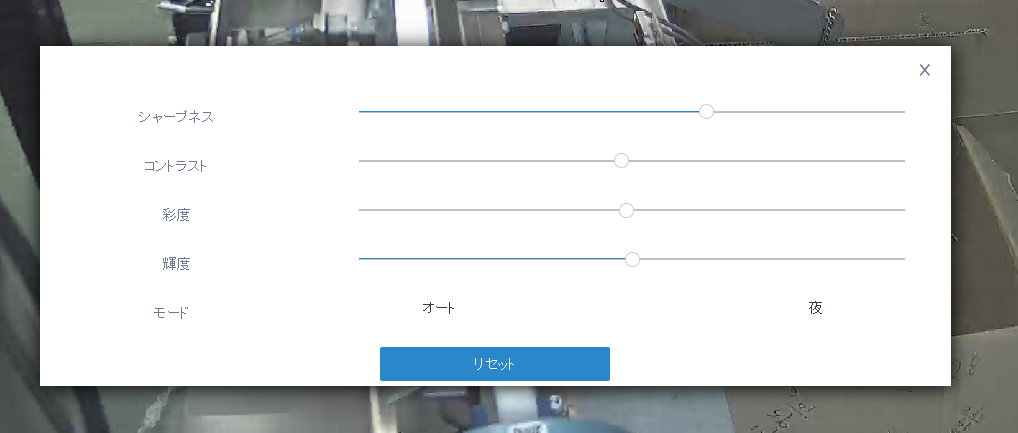 X
シャープネス
コントラスト
彩度
輝度
モード オート 夜
リセット